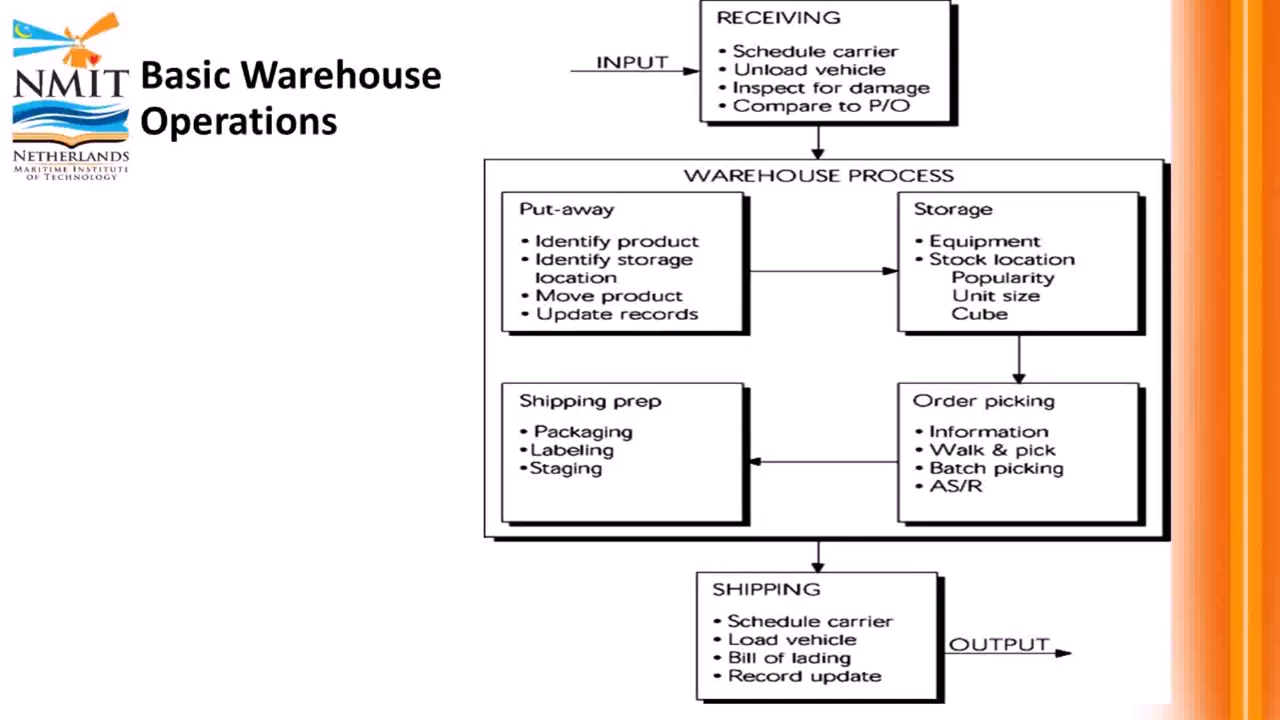 NMIT
NETHERLANDS
MARITIME INSTITUTE
OF TECHNOLOGY
Basic Warehouse
Operations
INPUT
RECEIVING
• Schedule carrier
• Unload vehicle
• Inspect for damage
• Compare to P/O
WAREHOUSE PROCESS
Put-away
• Identify product
• Identify storage
location
• Move product
• Update records
Storage
• Equipment
• Stock location
Popularity
Unit size
Cube
Shipping prep
• Packaging
•Labeling
•Staging
Order picking
• Information
• Walk & pick
• Batch picking
• AS/R
SHIPPING
• Schedule carrier
• Load vehicle
• Bill of lading
• Record update
OUTPUT